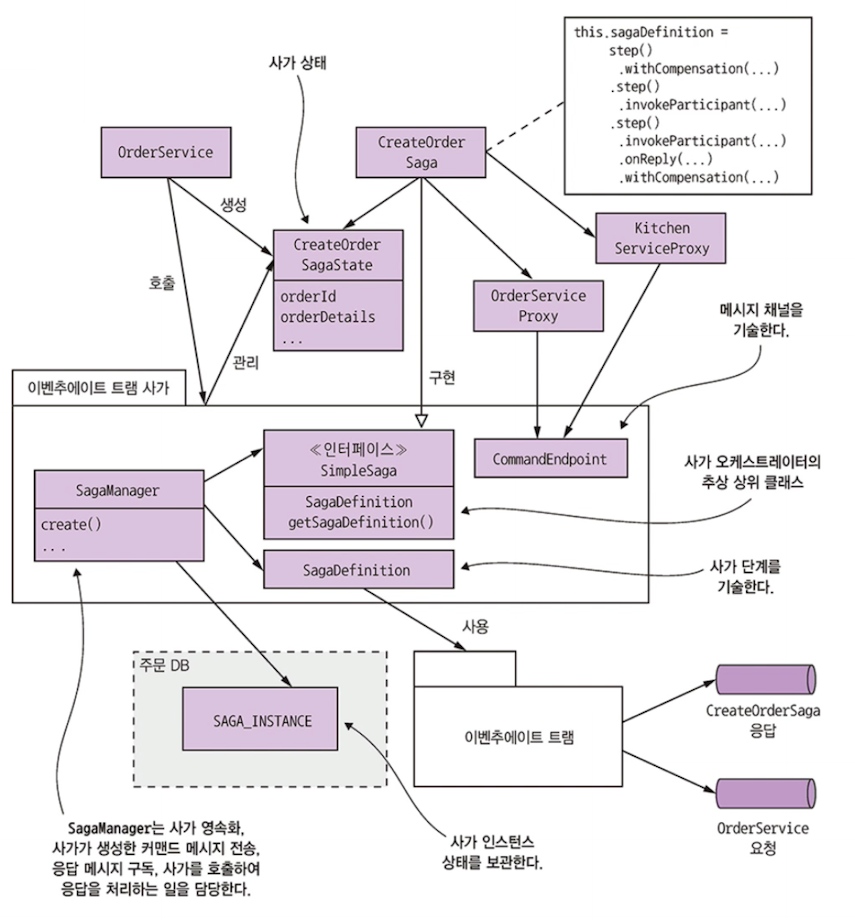 this.sagaDefinition =
step()
.withCompensation(...)
.step()
.invokeParticipant(...)
.step()
.invokeParticipant(...)
.onReply(...)
.withCompensation(...)
사가 상태
OrderService
CreateOrder
Saga
생성
호출
CreateOrder
SagaState
orderId
orderDetails
...
관리
Kitchen
ServiceProxy
OrderService
Proxy
메시지 채널을
기술한다.
구현
이벤추에이트 트램 사가
≪인터페이스≫
SimpleSaga
SagaDefinition
getSagaDefinition()
CommandEndpoint
사가 오케스트레이터의
추상 상위 클래스
SagaManager
create()
...
SagaDefinition
사가 단계를
기술한다.
사용
주문 DB
SAGA_INSTANCE
이벤추에이트 트램
CreateOrderSaga
응답
OrderService
요청
SagaManager는 사가 영속화,
사가가 생성한 커맨드 메시지 전송,
응답 메시지 구독, 사가를 호출하여
응답을 처리하는 일을 담당한다.
사가 인스턴스
상태를 보관한다.